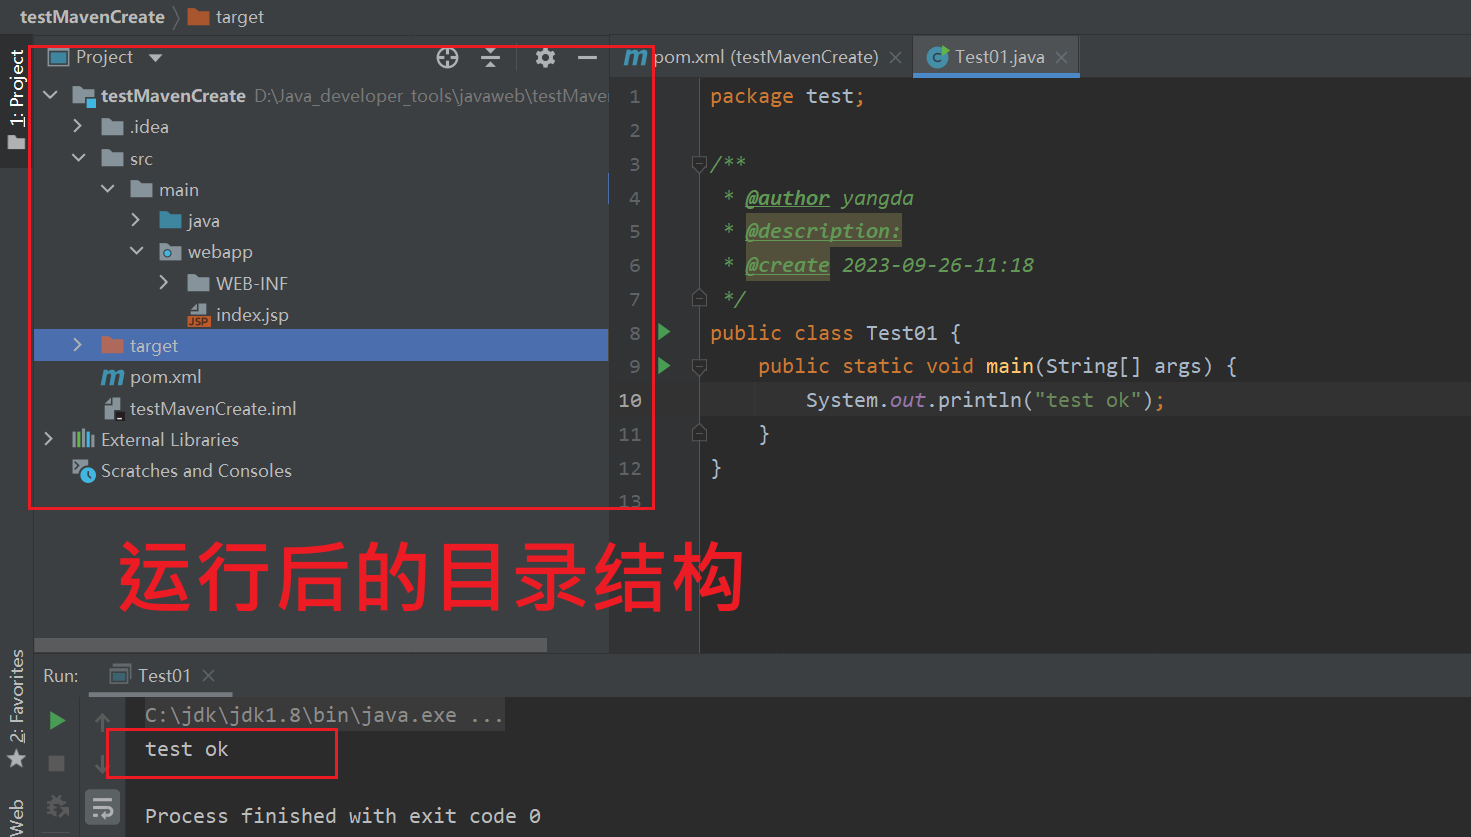 testMavenCreate target
1: Project
Project
testMavenCreate D:\Java_developer_tools\javaweb\testMaver
.idea
src
main
java
webapp
WEB-INF
index.jsp
target
pom.xml
testMavenCreate.iml
External Libraries
Scratches and Consoles
pom.xml (testMavenCreate)
Test01.java
1 package test;
2
3 /**
4 * @author yangda
5 * @description:
6 * @create 2023-09-26-11:18
7 */
8 public class Test01 {
9 public static void main(String[] args) {
10 System.out.println("test ok");
11 }
12 }
13
运行后的目录结构
2: Favorites
Web
Run: Test01
C:\jdk\jdk1.8\bin\java.exe ...
test ok
Process finished with exit code 0